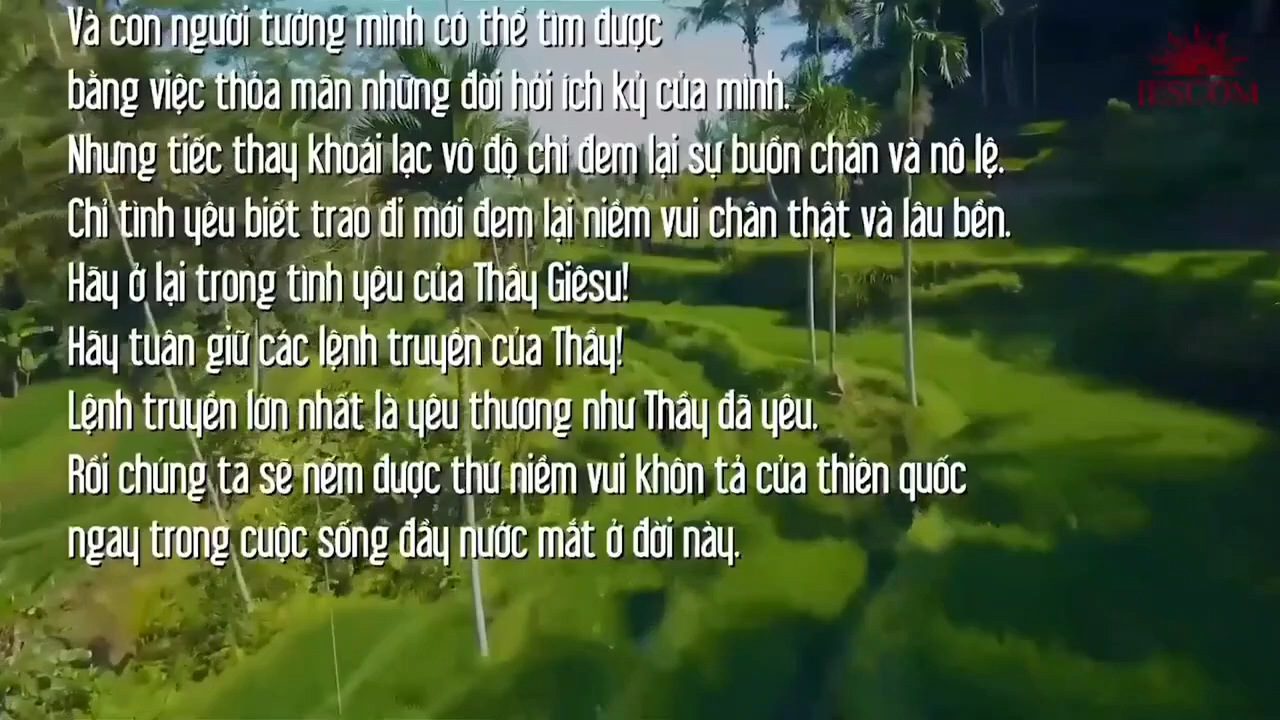 Và con người tưởng mình có thể tìm được
bằng việc thỏa mãn những đời hỏi ích kỷ của mình.
Nhưng tiếc thay khoái lạc vô độ chỉ đem lại sự buồn chán và nô lệ.
Chỉ tình yêu biết trao đi mới đem lại niềm vui chân thật và lâu bền.
Hãy ở lại trong tình yêu của Thầy Giêsu!
Hãy tuân giữ các lệnh truyền của Thầy!
Lệnh truyền lớn nhất là yêu thương như Thầy đã yêu.
Rồi chúng ta sẽ nếm được thứ niềm vui khôn tả của thiên quốc
ngay trong cuộc sống đầy nước mắt ở đời này.
JESCOM